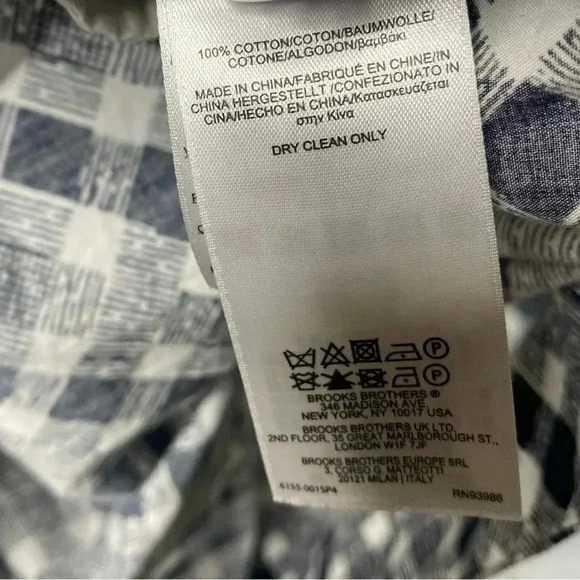 100% COTTON/COTON/BAUMWOLLE/
COTONE/ALGODON/βαμβάκι
MADE IN CHINA/FABRIQUÉ EN CHINE/IN
CHINA HERGESTELLT /CONFEZIONATO IN
CINA/HECHO EN CHINA/Κατασκευάζεται
στην Κίνα
DRY CLEAN ONLY
P
P
BROOKS BROTHERS ®
346 MADISON AVE,
NEW YORK, NY 10017 USA
BROOKS BROTHERS UK LTD.
2ND FLOOR, 35 GREAT MARLBOROUGH ST.,
LONDON W1F 7JF
BROOKS BROTHERS EUROPE SRL
3, CORSO G. MATTEOTTI
20121 MILAN | ITALY
6155-001SP4 RN93986